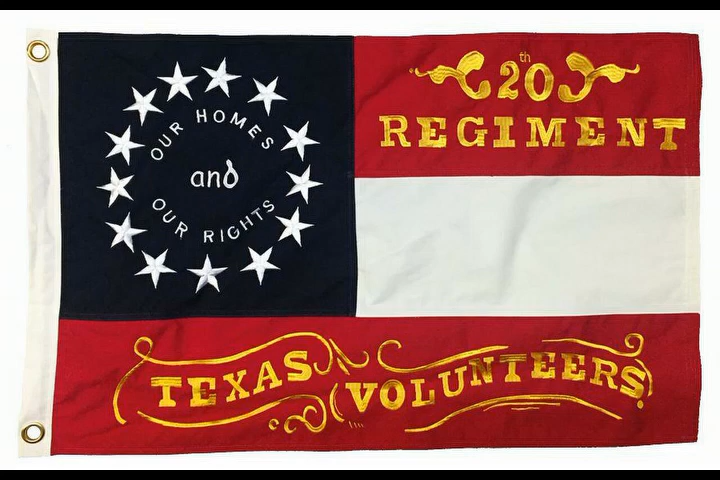 OUR HOMES
and
OUR RIGHTS
20th
REGIMENT
TEXAS VOLUNTEERS